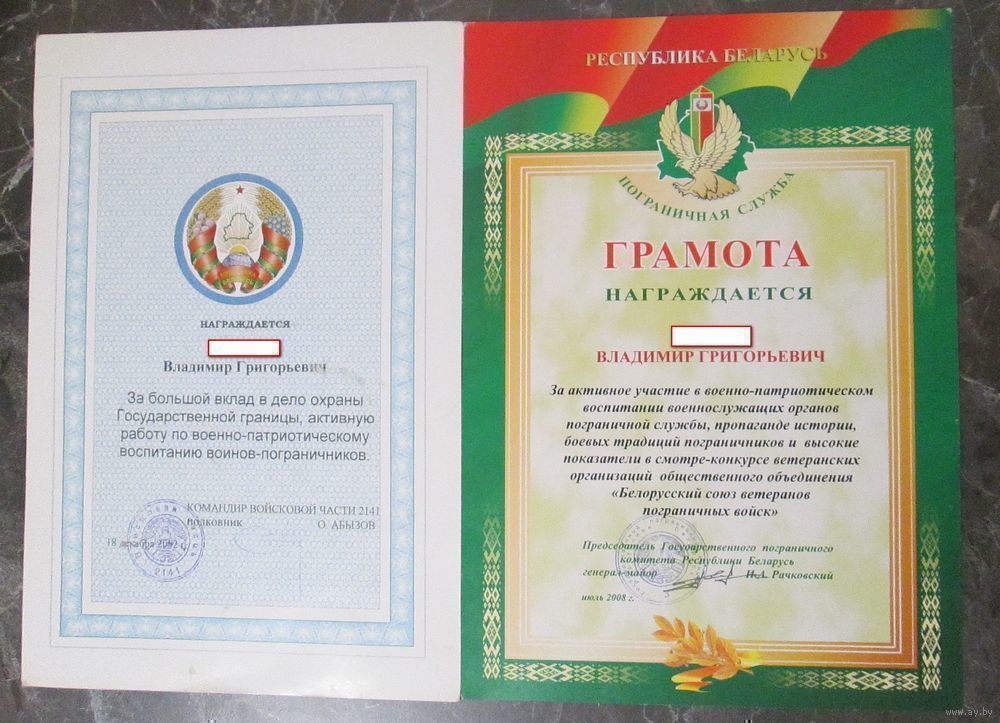 НАГРАЖДАЕТСЯ
Владимир Григорьевич
За большой вклад в дело охраны
Государственной границы, активную
работу по военно-патриотическому
воспитанию воинов-пограничников.
КОМАНДИР ВОЙСКОВОЙ ЧАСТИ 2141
полковник О. АБЫЗОВ
18 декабря
2141
РЕСПУБЛИКА БЕЛАРУСЬ
ПОГРАНИЧНАЯ СЛУЖБА
ГРАМОТА
НАГРАЖДАЕТСЯ
ВЛАДИМИР ГРИГОРЬЕВИЧ
За активное участие в военно-патриотическом
воспитании военнослужащих органов
пограничной службы, пропаганде истории,
боевых традиций пограничников и высокие
показатели в смотре-конкурсе ветеранских
организаций общественного объединения
«Белорусский союз ветеранов
пограничных войск»
Председатель Государственного пограничного
комитета Республики Беларусь
генерал-майор Рачковский
июль 2008 г.
www.ay.by